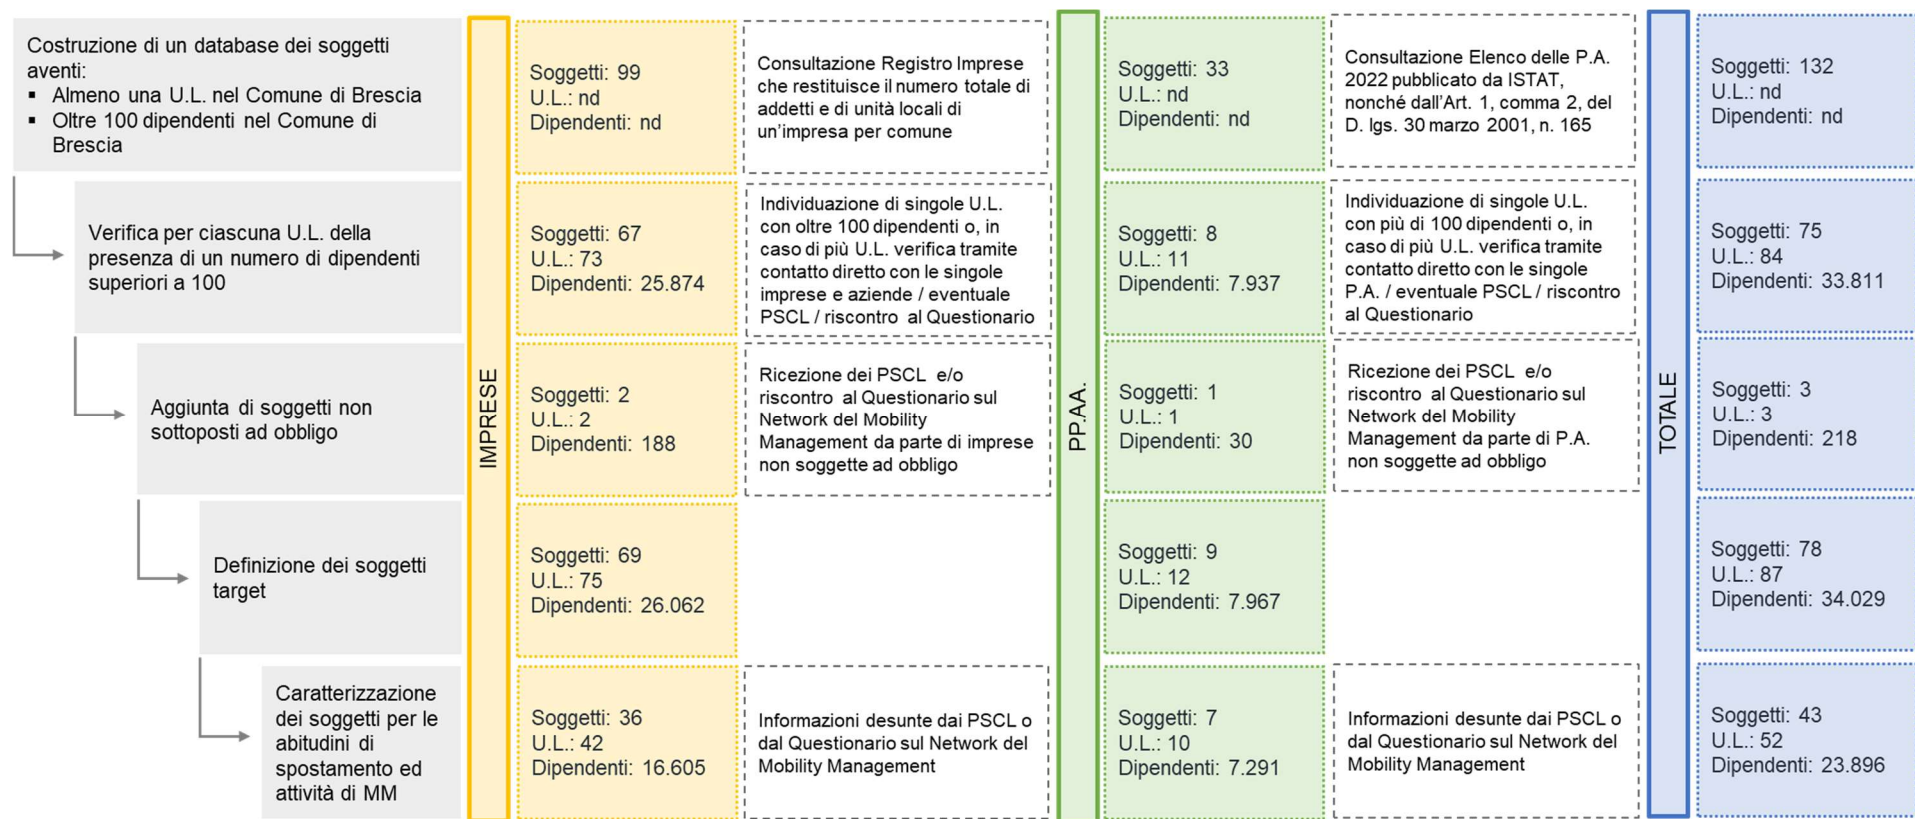 Costruzione di un database dei soggetti
aventi:
▪ Almeno una U.L. nel Comune di Brescia
▪ Oltre 100 dipendenti nel Comune di
Brescia
Verifica per ciascuna U.L. della
presenza di un numero di dipendenti
superiori a 100
Aggiunta di soggetti non
sottoposti ad obbligo
Definizione dei soggetti
target
Caratterizzazione
dei soggetti per le
abitudini di
spostamento ed
attività di MM
IMPRESE
Soggetti: 99
U.L.: nd
Dipendenti: nd
Consultazione Registro Imprese
che restituisce il numero totale di
addetti e di unità locali di
un'impresa per comune
Soggetti: 67
U.L.: 73
Dipendenti: 25.874
Individuazione di singole U.L.
con oltre 100 dipendenti o, in
caso di più U.L. verifica tramite
contatto diretto con le singole
imprese e aziende / eventuale
PSCL / riscontro al Questionario
Soggetti: 2
U.L.: 2
Dipendenti: 188
Ricezione dei PSCL e/o
riscontro al Questionario sul
Network del Mobility
Management da parte di imprese
non soggette ad obbligo
Soggetti: 69
U.L.: 75
Dipendenti: 26.062
Soggetti: 36
U.L.: 42
Dipendenti: 16.605
Informazioni desunte dai PSCL o
dal Questionario sul Network del
Mobility Management
PP.AA.
Soggetti: 33
U.L.: nd
Dipendenti: nd
Consultazione Elenco delle P.A.
2022 pubblicato da ISTAT,
nonché dall'Art. 1, comma 2, del
D. lgs. 30 marzo 2001, n. 165
Soggetti: 8
U.L.: 11
Dipendenti: 7.937
Individuazione di singole U.L.
con più di 100 dipendenti o, in
caso di più U.L. verifica tramite
contatto diretto con le singole
P.A. / eventuale PSCL / riscontro
al Questionario
Soggetti: 1
U.L.: 1
Dipendenti: 30
Ricezione dei PSCL e/o
riscontro al Questionario sul
Network del Mobility
Management da parte di P.A.
non soggette ad obbligo
Soggetti: 9
U.L.: 12
Dipendenti: 7.967
Soggetti: 7
U.L.: 10
Dipendenti: 7.291
Informazioni desunte dai PSCL o
dal Questionario sul Network del
Mobility Management
TOTALE
Soggetti: 132
U.L.: nd
Dipendenti: nd
Soggetti: 75
U.L.: 84
Dipendenti: 33.811
Soggetti: 3
U.L.: 3
Dipendenti: 218
Soggetti: 78
U.L.: 87
Dipendenti: 34.029
Soggetti: 43
U.L.: 52
Dipendenti: 23.896